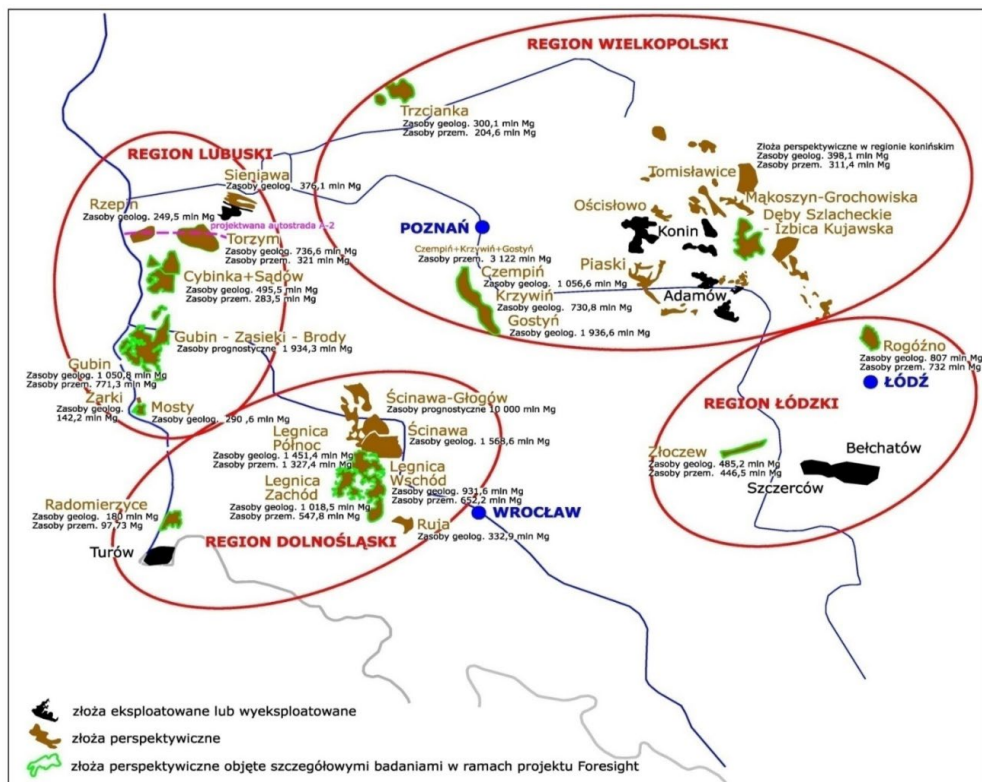 REGION WIELKOPOLSKI
Trzcianka
Zasoby geolog. 300,1 mln Mg
Zasoby przem. 204,6 mln Mg
REGION LUBUSKI
Sieniawa
Zasoby geolog. 376,1 mln Mg
Rzepin
Zasoby geolog. 249,5 mln Mg
projektwana autostrada A-2
Torzym
Zasoby geolog. 736,6 mln Mg
Zasoby przem. 321 mln Mg
Cybinka+Sądów
Zasoby geolog. 495,5 mln Mg
Zasoby przem. 283,5 mln Mg
Gubin - Zasieki - Brody
Zasoby prognostyczne 1 934,3 mln Mg
Gubin
Zasoby geolog. 1 050,8 mln Mg
Zasoby przem. 771,3 mln Mg
Żarki
Zasoby geolog.
142,2 mln Mg
Mosty
Zasoby geolog. 290 ,6 mln Mg
Złoża perspektywiczne w regionie konińskim
Zasoby geolog. 398,1 mln Mg
Zasoby przem. 311,4 mln Mg
Tomisławice
Mąkoszyn-Grochowiska
Ościsłowo
Dęby Szlacheckie
- Izbica Kujawska
Konin
POZNAŃ
Czempiń+Krzywiń+Gostyń
Zasoby przem. 3 122 mln Mg
Czempiń
Zasoby geolog. 1 056,6 mln Mg
Krzywiń
Zasoby geolog. 730,8 mln Mg
Gostyń
Zasoby geolog. 1 936,6 mln Mg
Piaski
Adamów
Rogóźno
Zasoby geolog. 807 mln Mg
Zasoby przem. 732 mln Mg
ŁÓDŹ
REGION ŁÓDZKI
Złoczew
Zasoby geolog. 485,2 mln Mg
Zasoby przem. 446,5 mln Mg
Bełchatów
Szczerców
Ścinawa-Głogów
Zasoby prognostyczne 10 000 mln Mg
Ścinawa
Zasoby geolog. 1 568,6 mln Mg
Legnica
Północ
Zasoby geolog. 1 451,4 mln Mg
Zasoby przem. 1 327,4 mln Mg
Legnica
Zachód
Zasoby geolog. 1 018,5 mln Mg
Zasoby przem. 547,8 mln Mg
Legnica
Wschód
Zasoby geolog. 931,6 mln Mg
Zasoby przem. 652,2 mln Mg
WROCŁAW
Ruja
Zasoby geolog. 332,9 mln Mg
REGION DOLNOŚLĄSKI
Radomierzyce
Zasoby geolog. 180 mln Mg
Zasoby przem. 97,73 mln Mg
Turów
złoża eksploatowane lub wyeksploatowane
złoża perspektywiczne
złoża perspektywiczne objęte szczegółowymi badaniami w ramach projektu Foresight